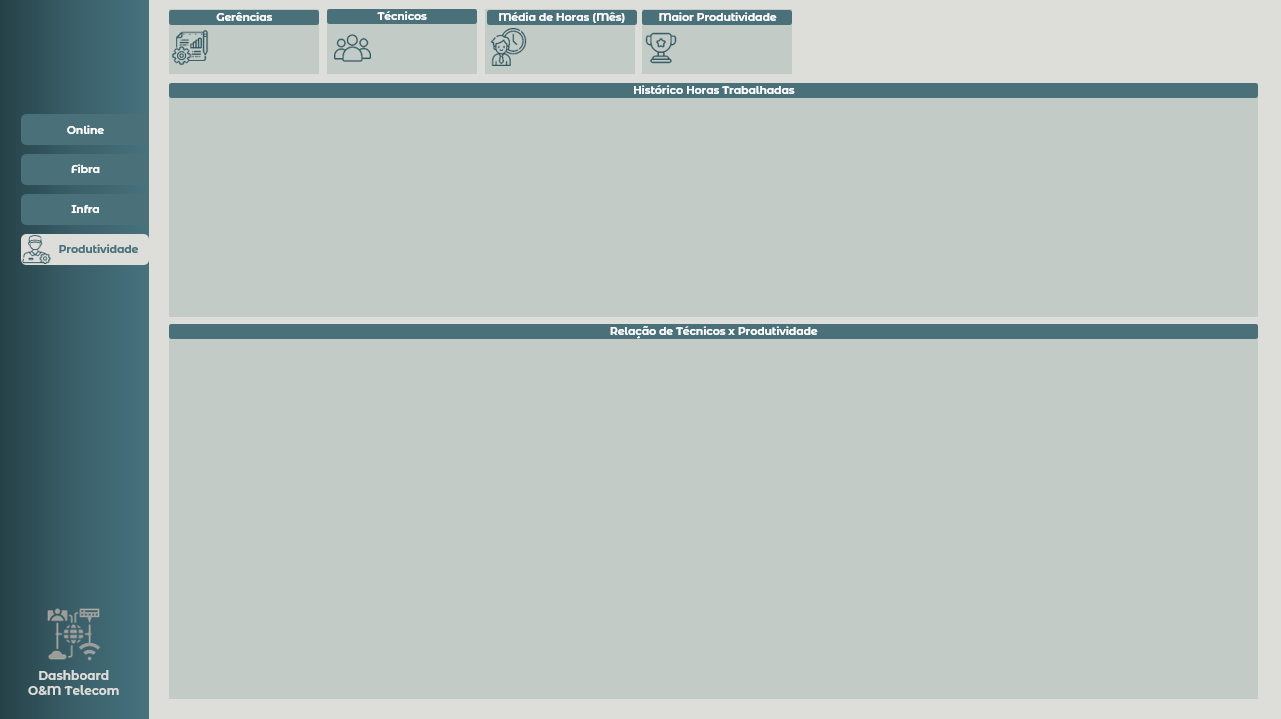 Gerências
Técnicos
Média de Horas (Mês)
Maior Produtividade
Histórico Horas Trabalhadas
Online
Fibra
Infra
Produtividade
Relação de Técnicos x Produtividade
Dashboard
O&M Telecom